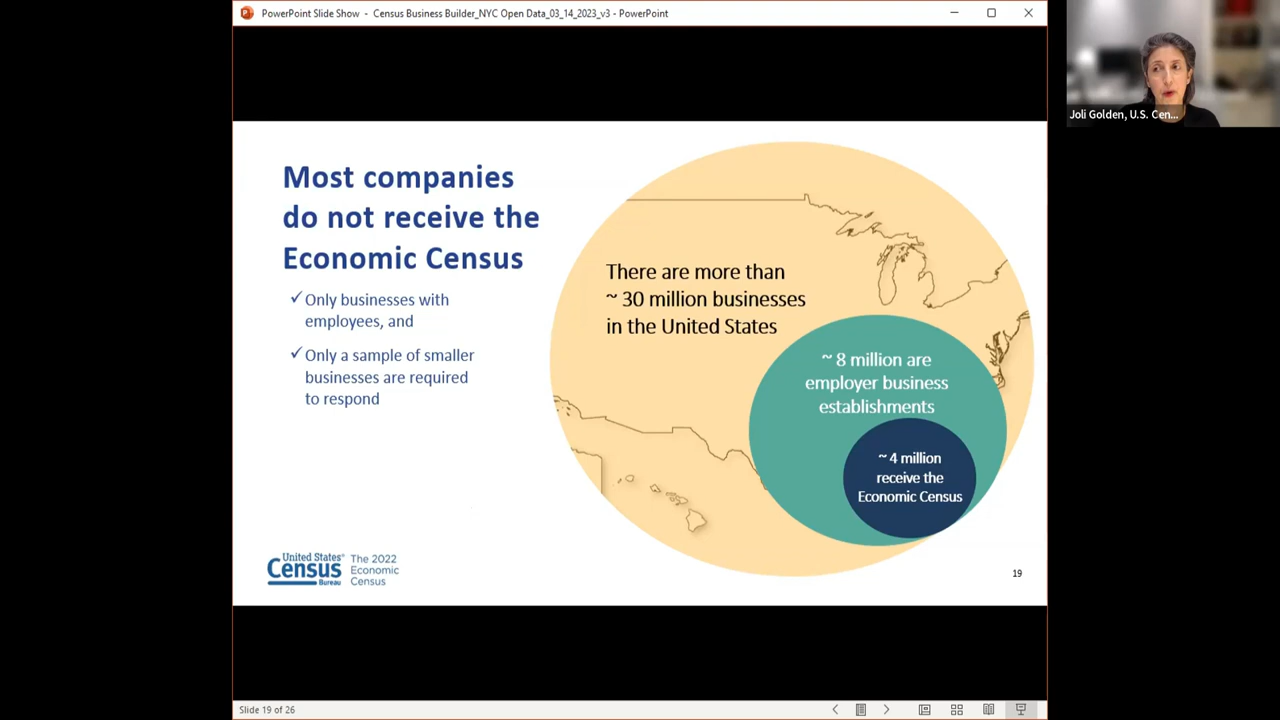 PowerPoint Slide Show - Census Business Builder_NYC Open Data_03_14_2023_v3 - PowerPoint
Joli Golden, U.S. Cen...
Most companies
do not receive the
Economic Census
✓ Only businesses with
employees, and
✓ Only a sample of smaller
businesses are required
to respond
There are more than
~ 30 million businesses
in the United States
~ 8 million are
employer business
establishments
~ 4 million
receive the
Economic Census
United States®
Census
Bureau
The 2022
Economic
Census
19
Slide 19 of 26